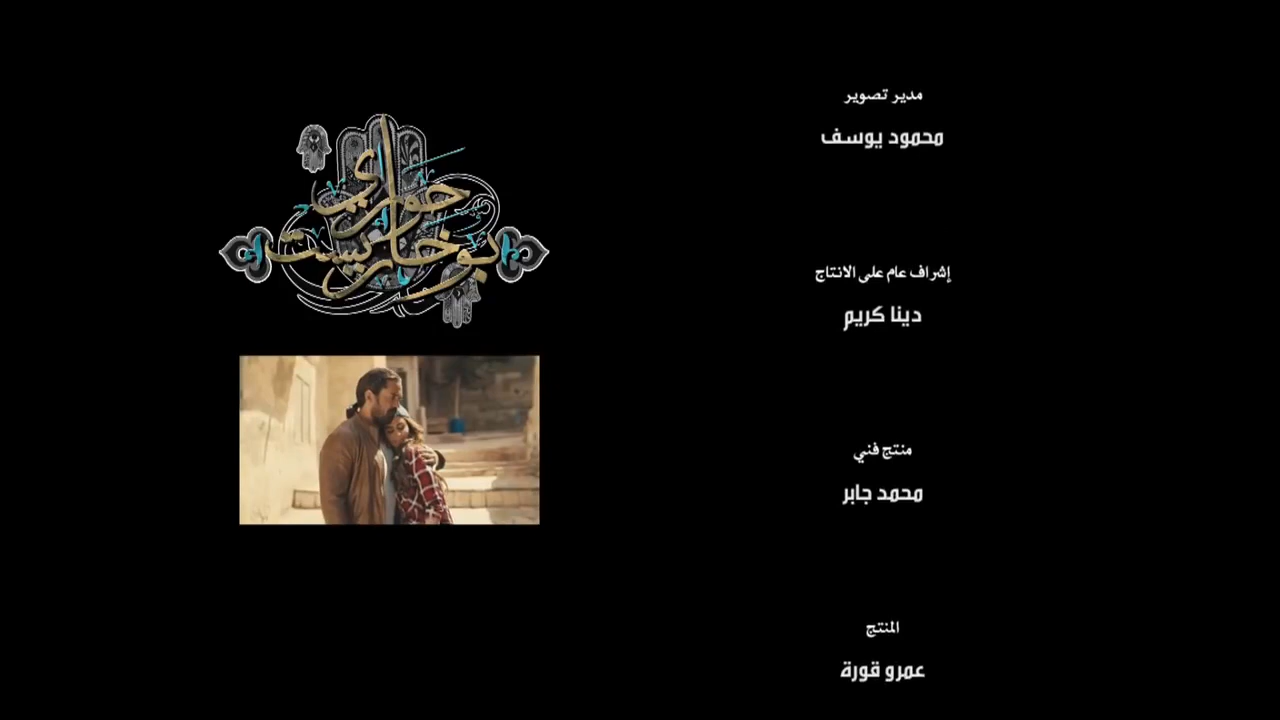 حواري
بوخاريست
مدير تصوير
محمود يوسف
إشراف عام على الانتاج
دينا كريم
منتج فني
محمد جابر
المنتج
عمرو قورة